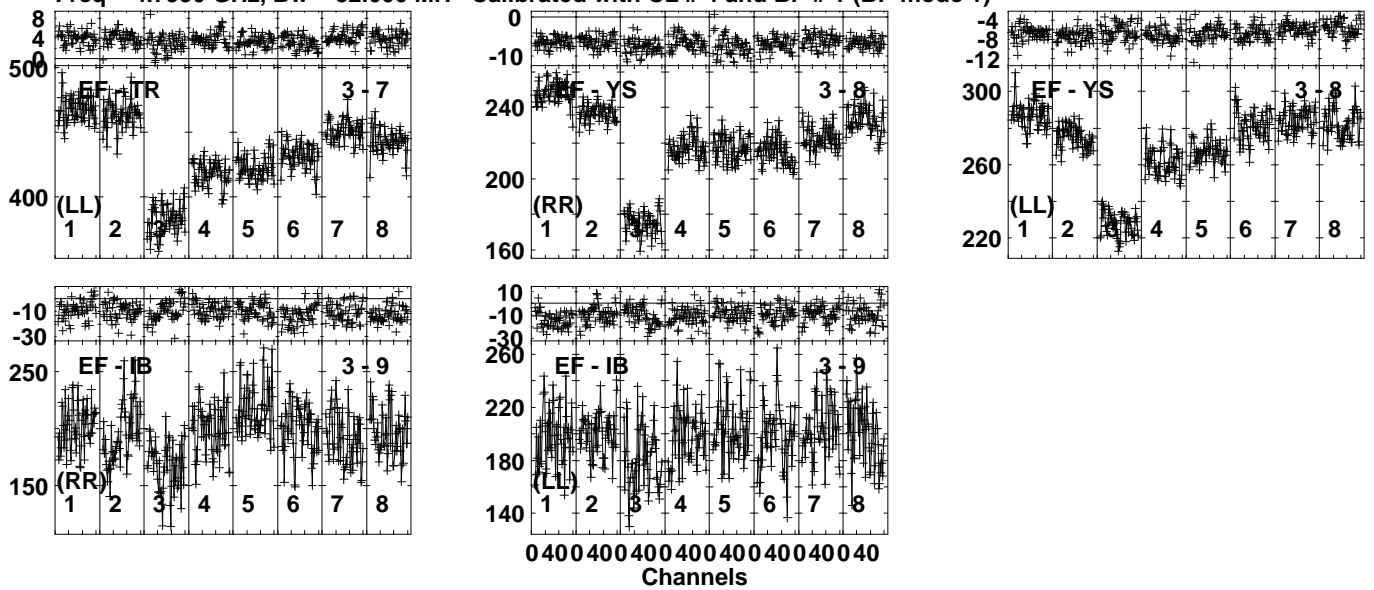 8
4
0
500
EF - TR 3 - 7
400
(LL)
1 2 3 4 5 6 7 8
0
-10
EF - YS 3 - 8
240
200
(RR)
1 2 3 4 5 6 7 8
160
-4
-8
-12
300
EF - YS 3 - 8
260
(LL)
1 2 3 4 5 6 7 8
220
-10
-30
EF - IB 3 - 9
250
150
(RR)
1 2 3 4 5 6 7 8
10
-10
-30
260
EF - IB 3 - 9
220
180
(LL)
1 2 3 4 5 6 7 8
140
0 40 0 40 0 40 0 40 0 40 0 40 0 40 0 40
Channels